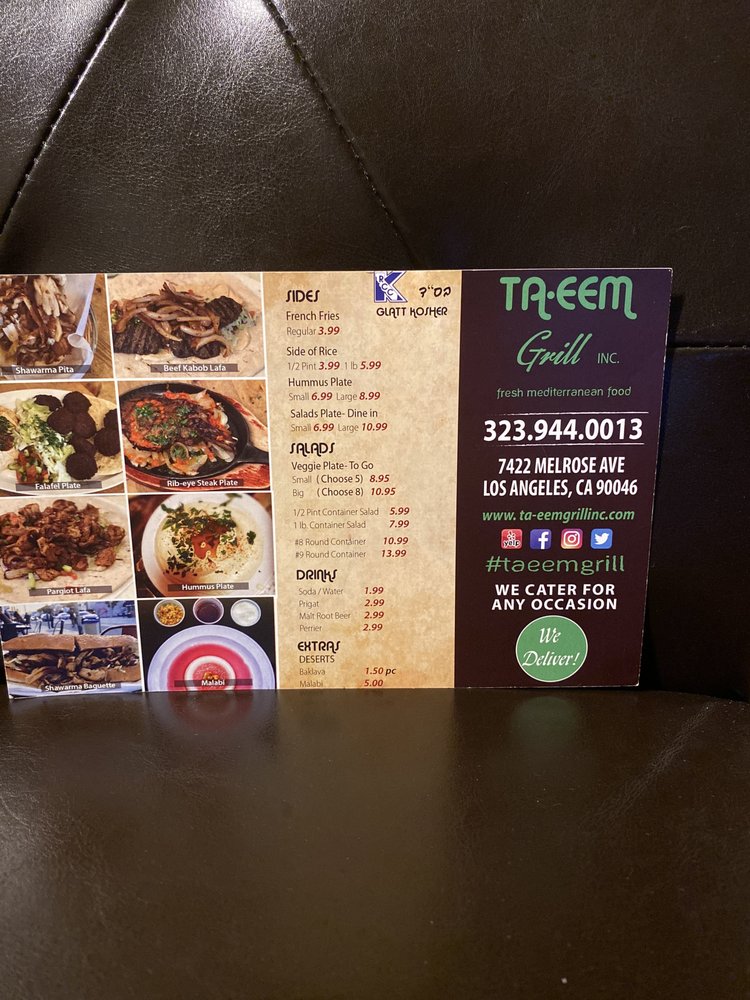 Shawarma Pita
Beef Kabob Lafa
Falafel Plate
Rib-eye Steak Plate
Pargiot Lafa
Hummus Plate
Shawarma Baguette
Malabi
SIDES
French Fries
Regular 3.99
Side of Rice
1/2 Pint 3.99 1 lb 5.99
Hummus Plate
Small 6.99 Large 8.99
Salads Plate- Dine in
Small 6.99 Large 10.99
SALADS
Veggie Plate- To Go
Small ( Choose 5) 8.95
Big ( Choose 8) 10.95
1/2 Pint Container Salad 5.99
1 lb. Container Salad 7.99
#8 Round Container 10.99
#9 Round Container 13.99
DRINKS
Soda / Water 1.99
Prigat 2.99
Malt Root Beer 2.99
Perrier 2.99
EXTRAS
DESERTS
Baklava 1.50 pc
Malabi 5.00
RCC
K
בס"ד
GLATT KOSHER
TA·EEM
Grill INC.
fresh mediterranean food
323.944.0013
7422 MELROSE AVE
LOS ANGELES, CA 90046
www. ta-eemgrillinc.com
yelp
#taeemgrill
WE CATER FOR
ANY OCCASION
We
Deliver!